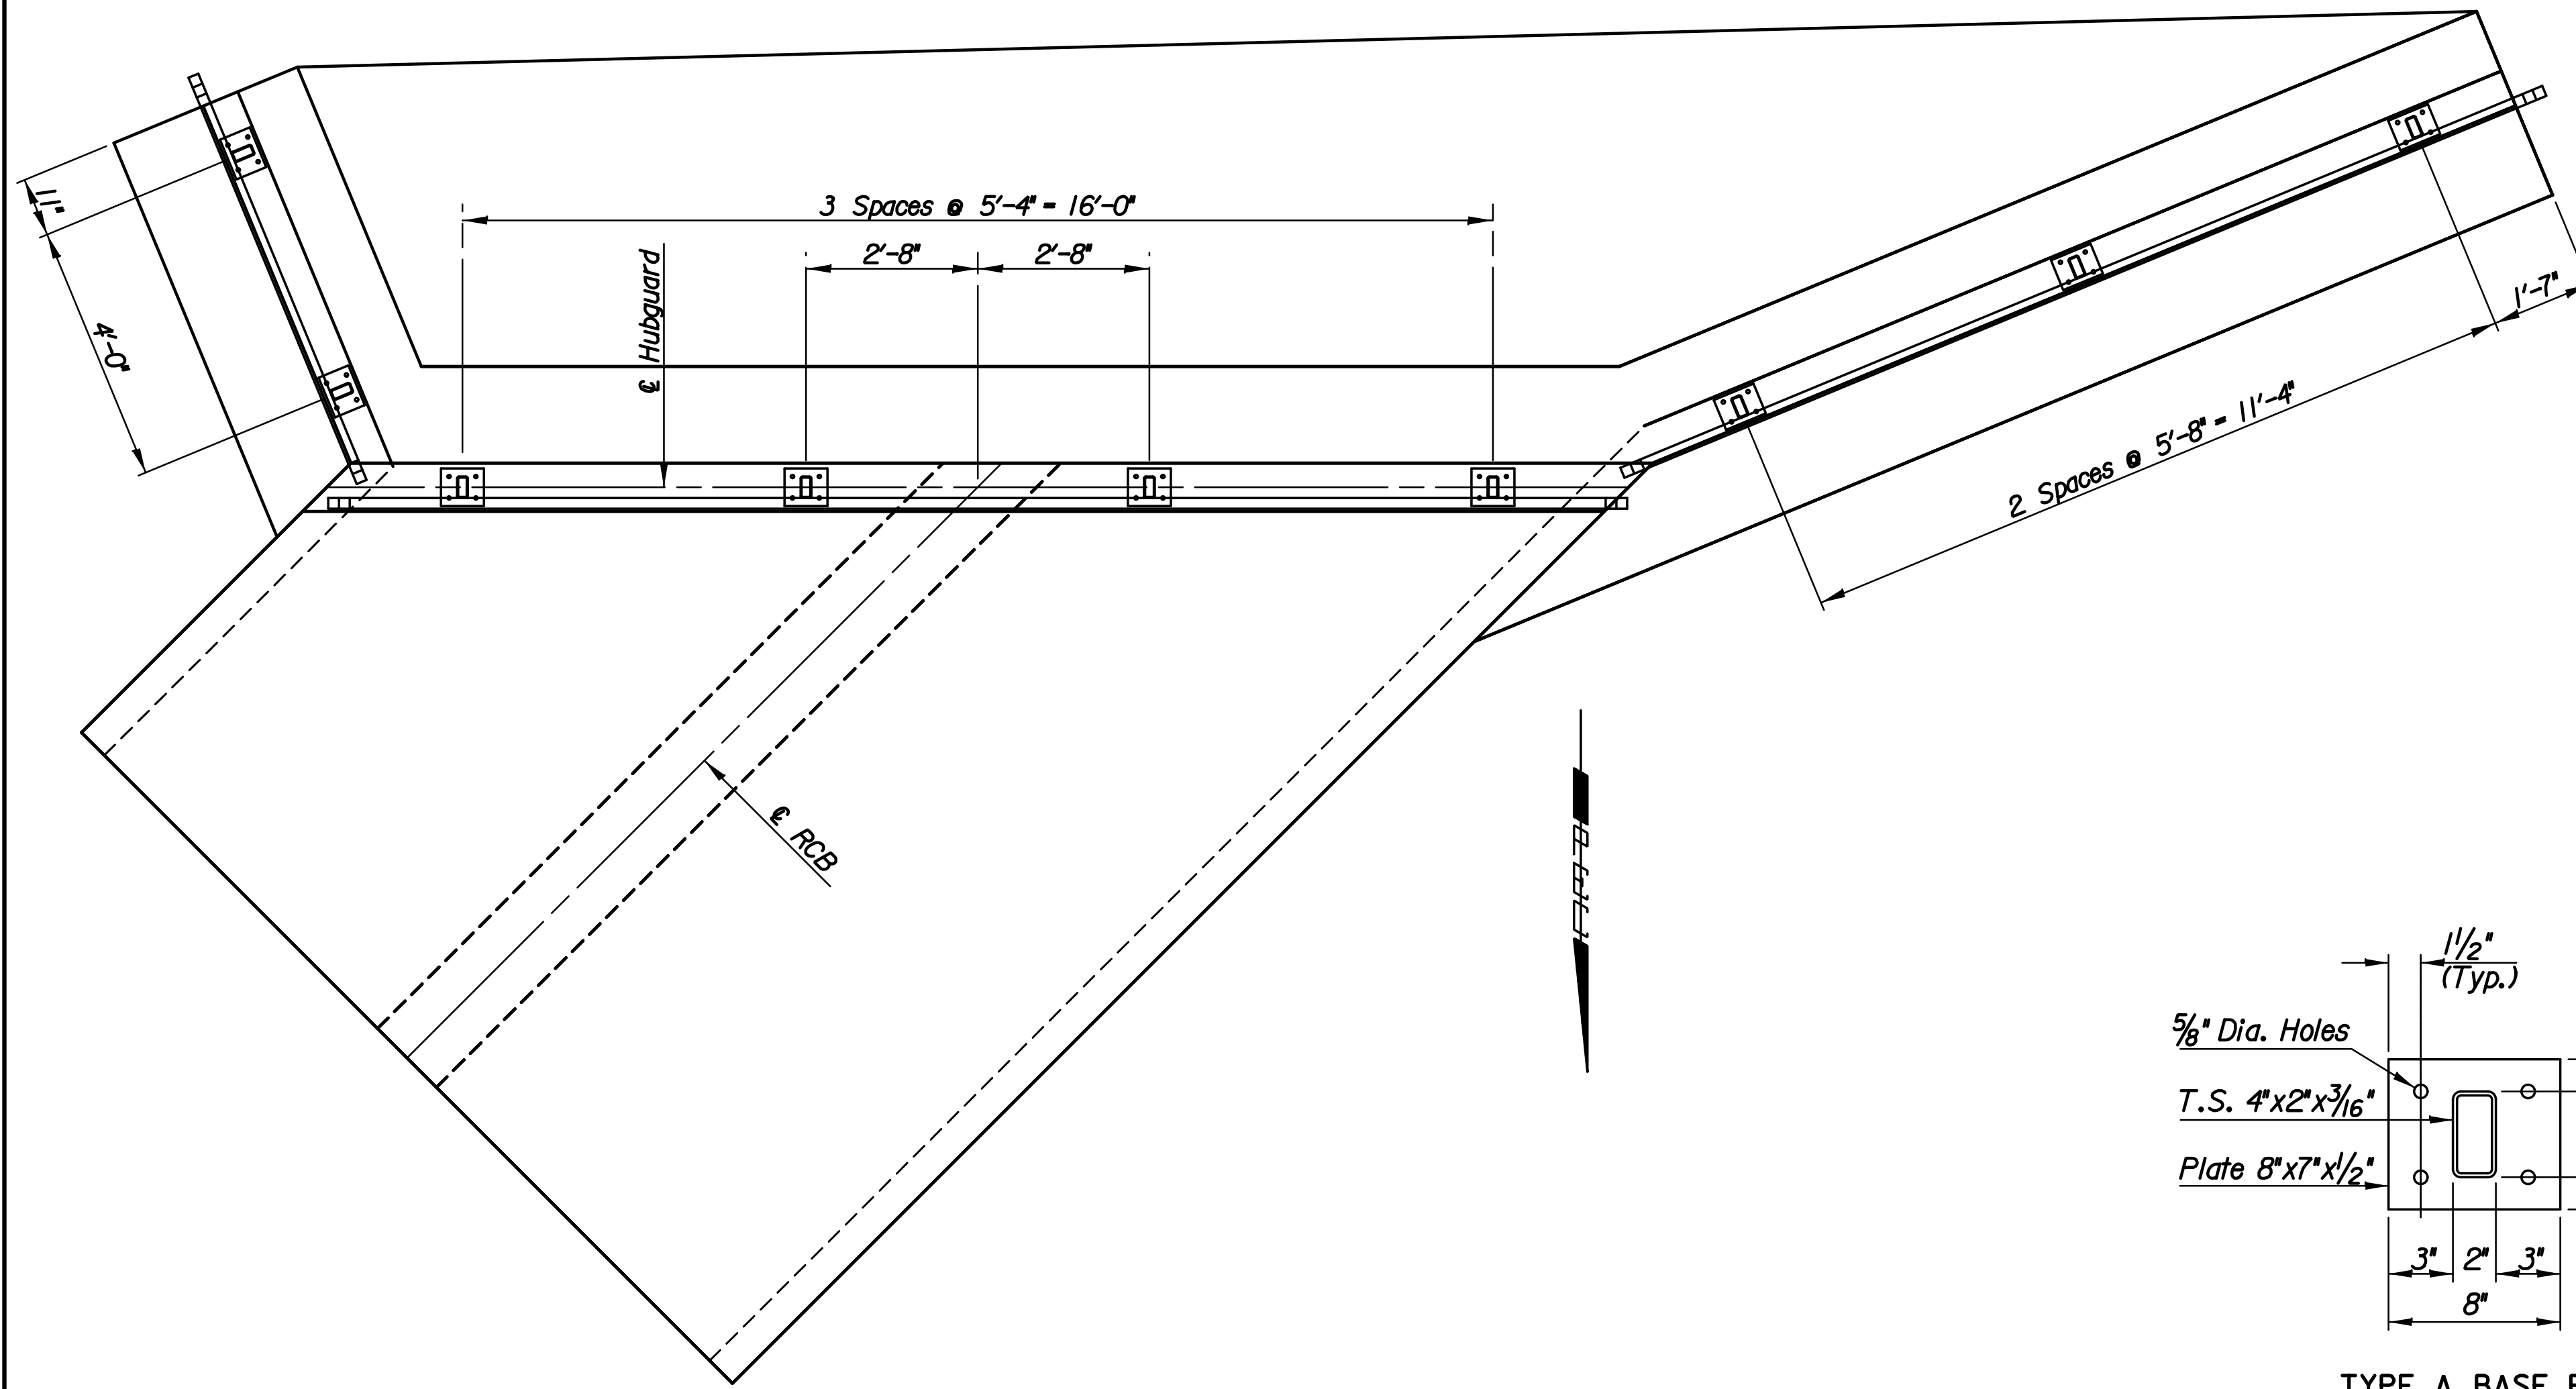 11"
4'-0"
3 Spaces @ 5'-4" = 16'-0"
2'-8"
2'-8"
℄ Hubguard
1'-7"
2 Spaces @ 5'-8" = 11'-4"
℄ RCB
1½"
(Typ.)
⅝" Dia. Holes
T.S. 4"x2"x3/16"
Plate 8"x7"x½"
3"
2"
3"
8"
TYPE A BASE